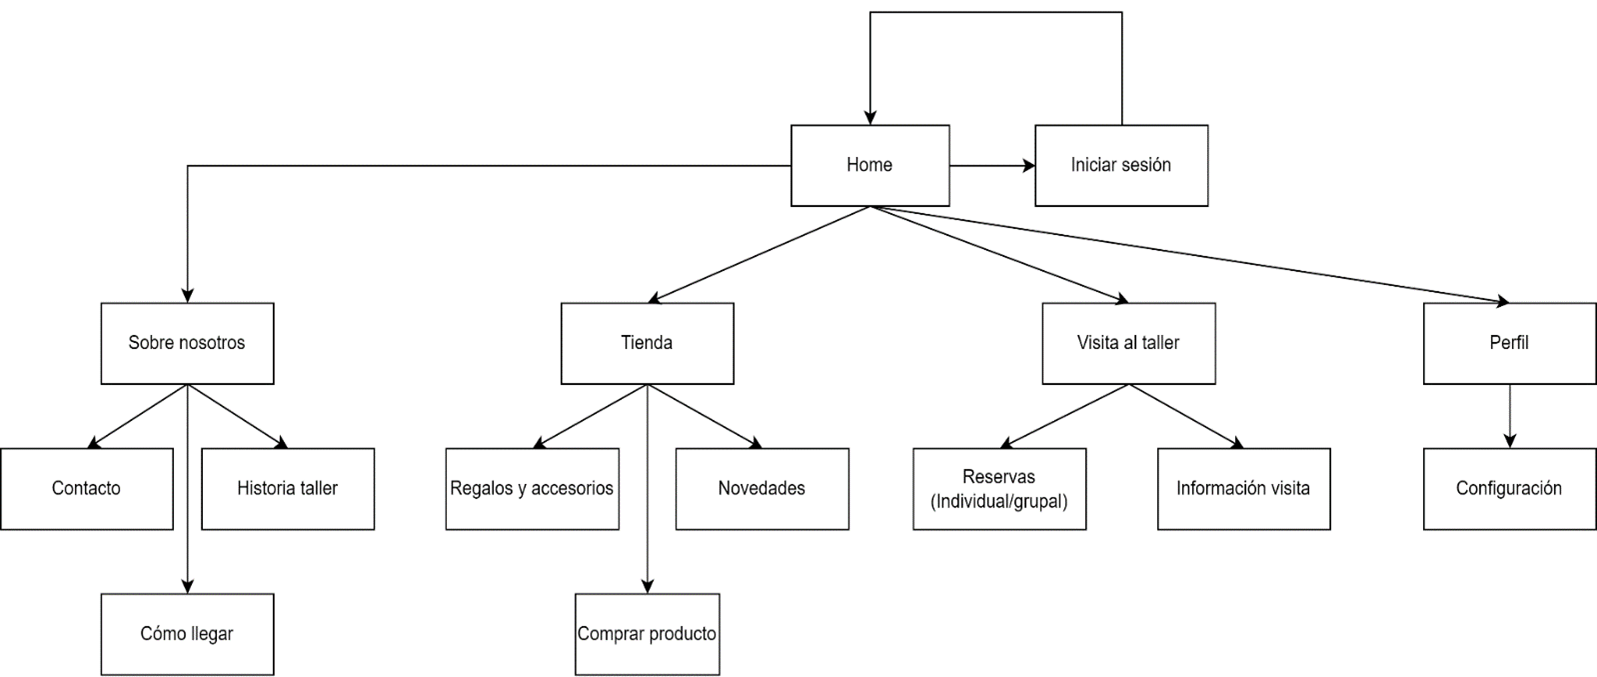 Home
Iniciar sesión
Sobre nosotros
Tienda
Visita al taller
Perfil
Contacto
Historia taller
Regalos y accesorios
Novedades
Reservas
(Individual/grupal)
Información visita
Configuración
Cómo llegar
Comprar producto